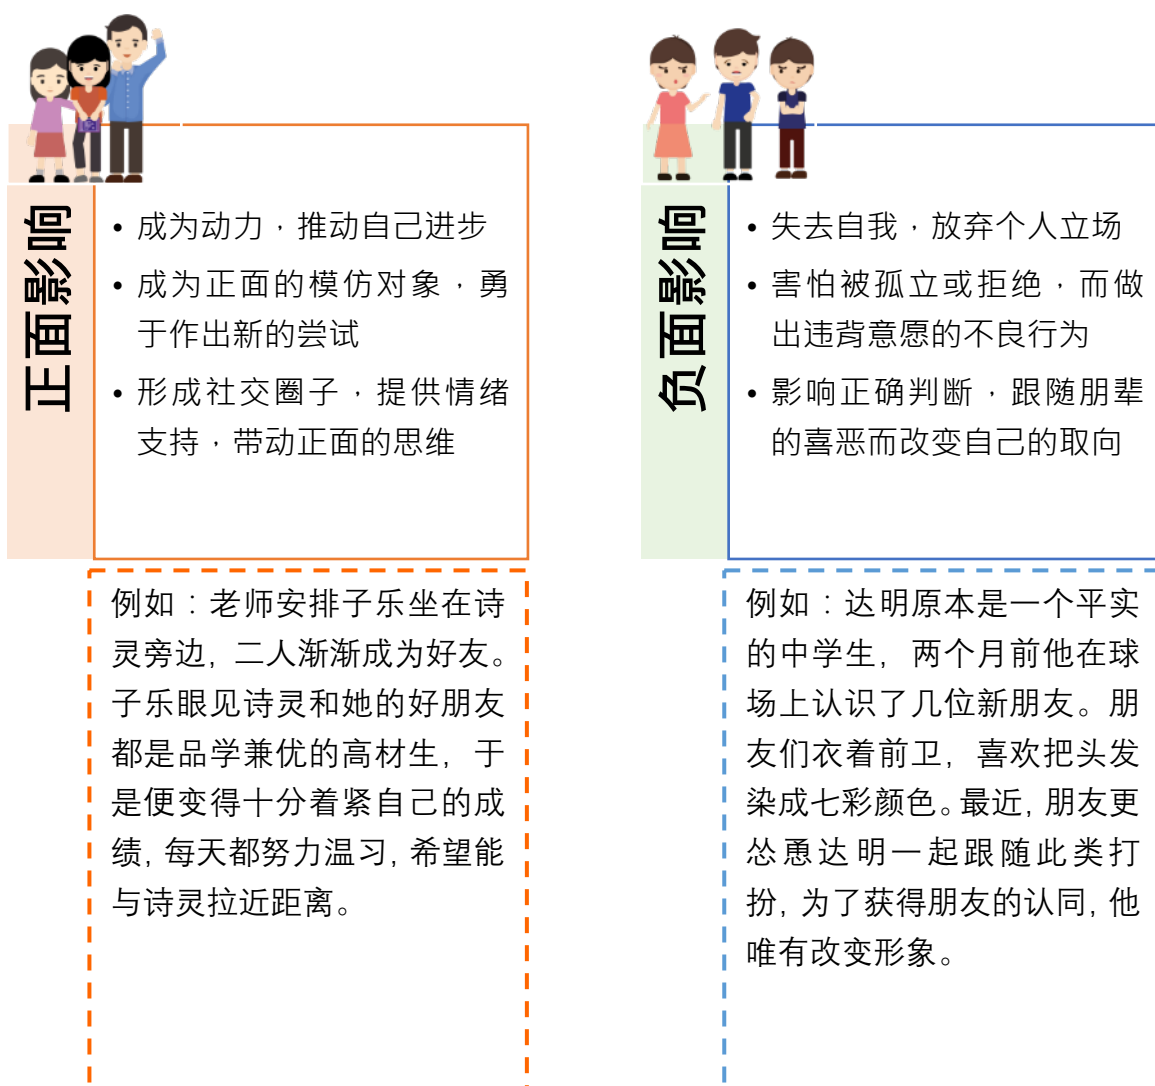 正面影响
• 成为动力，推动自己进步
• 成为正面的模仿对象，勇
于作出新的尝试
• 形成社交圈子，提供情绪
支持，带动正面的思维
例如：老师安排子乐坐在诗
灵旁边，二人渐渐成为好友。
子乐眼见诗灵和她的好朋友
都是品学兼优的高材生，于
是便变得十分着紧自己的成
绩，每天都努力温习，希望能
与诗灵拉近距离。
负面影响
• 失去自我，放弃个人立场
• 害怕被孤立或拒绝，而做
出违背意愿的不良行为
• 影响正确判断，跟随朋辈
的喜恶而改变自己的取向
例如：达明原本是一个平实
的中学生，两个月前他在球
场上认识了几位新朋友。朋
友们衣着前卫，喜欢把头发
染成七彩颜色。最近，朋友更
怂恿达明一起跟随此类打
扮，为了获得朋友的认同，他
唯有改变形象。